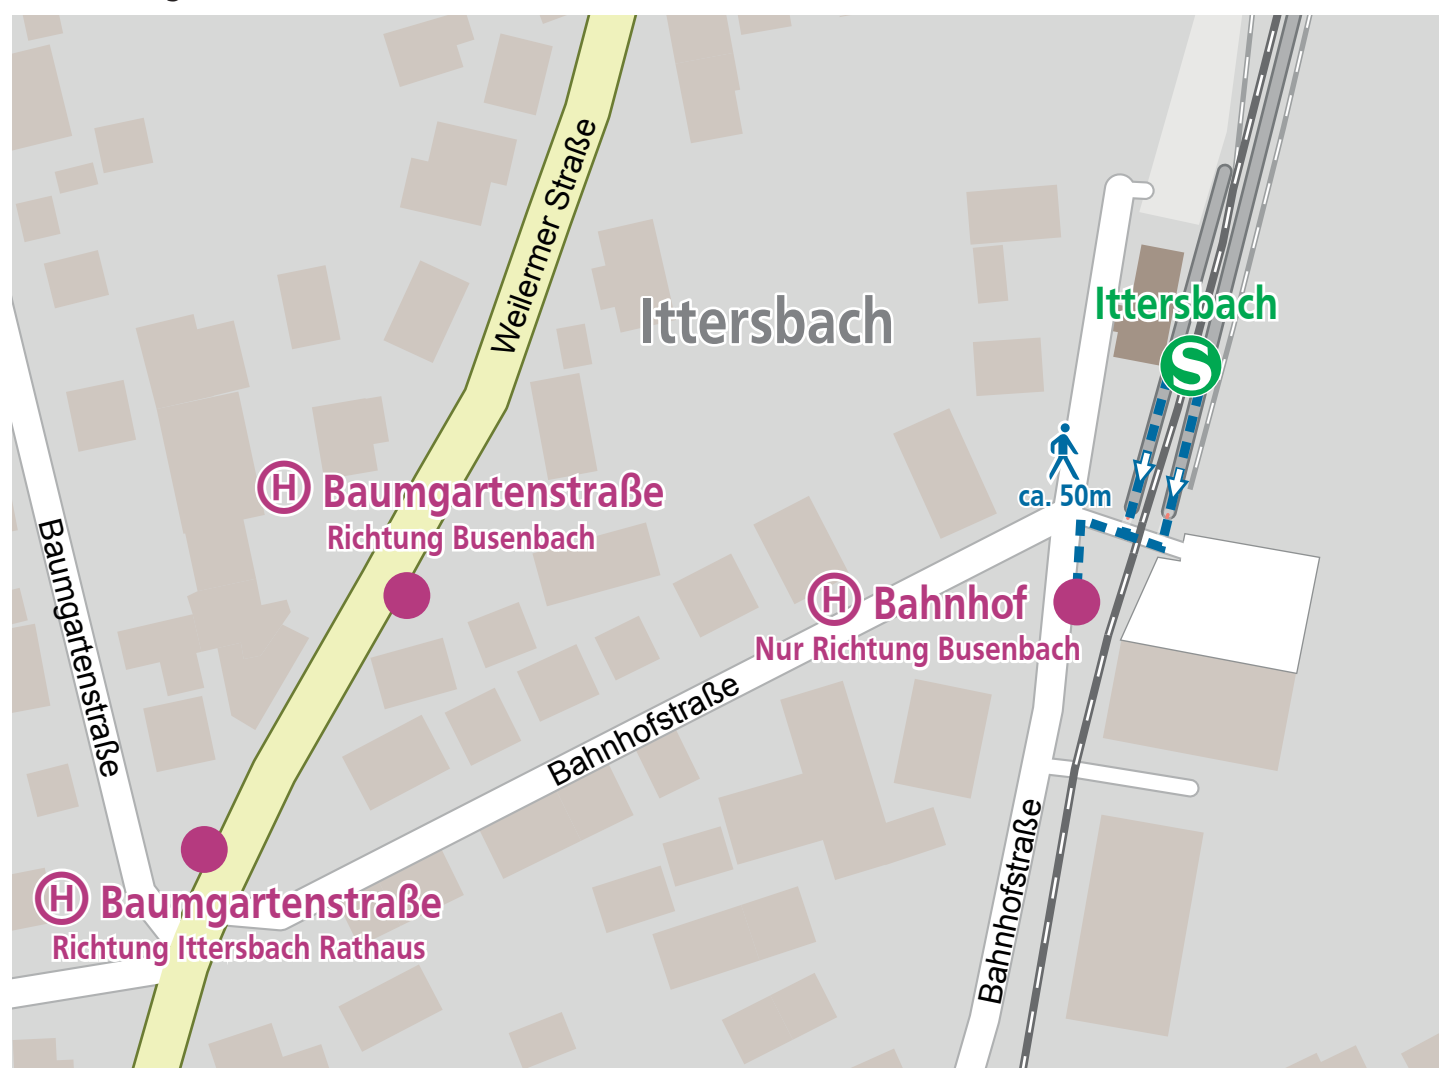 Weilermer Straße
Ittersbach
Ittersbach
S
H Baumgartenstraße
Richtung Busenbach
ca. 50m
H Bahnhof
Nur Richtung Busenbach
Baumgartenstraße
Bahnhofstraße
Bahnhofstraße
H Baumgartenstraße
Richtung Ittersbach Rathaus